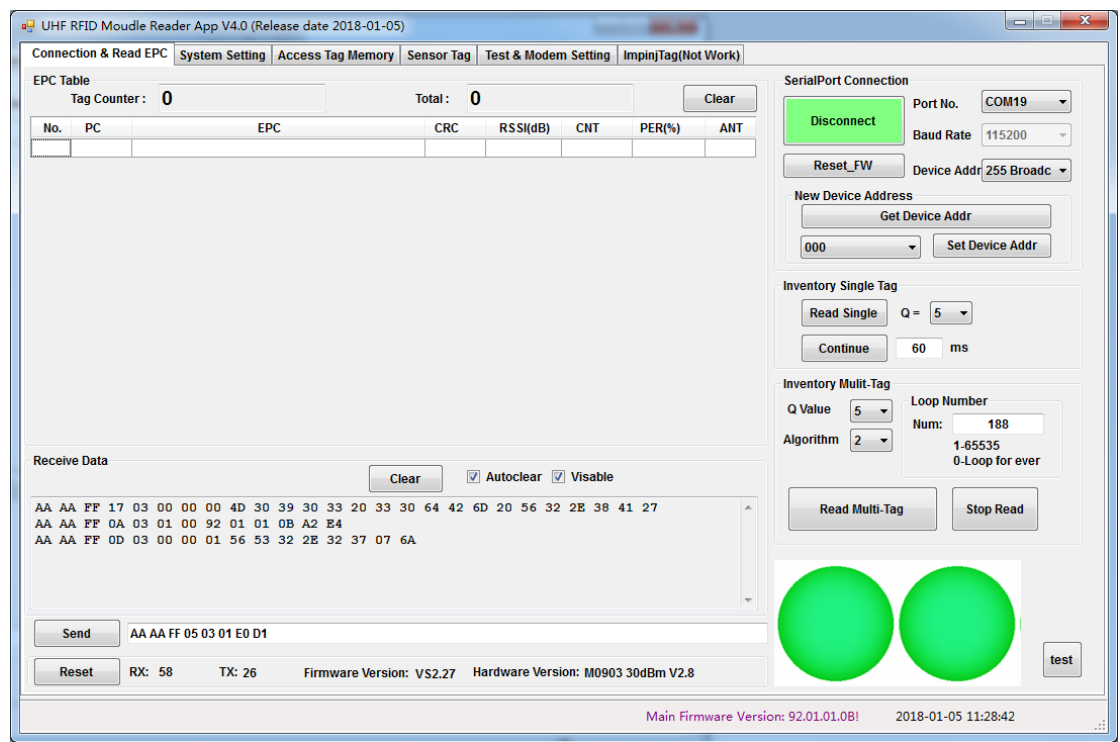 UHF RFID Moudle Reader App V4.0 (Release date 2018-01-05)
Connection & Read EPC System Setting Access Tag Memory Sensor Tag Test & Modem Setting ImpinjTag(Not Work)
EPC Table
Tag Counter: 0 Total: 0 Clear
No. PC EPC CRC RSSI(dB) CNT PER(%) ANT
Receive Data
Clear Autoclear Visable
AA AA FF 17 03 00 00 00 4D 30 39 30 33 20 33 30 64 42 6D 20 56 32 2E 38 41 27
AA AA FF 0A 03 01 00 92 01 01 0B A2 E4
AA AA FF 0D 03 00 00 01 56 53 32 2E 32 37 07 6A
Send AA AA FF 05 03 01 E0 D1
Reset RX: 58 TX: 26 Firmware Version: VS2.27 Hardware Version: M0903 30dBm V2.8
SerialPort Connection
Disconnect Port No. COM19
Baud Rate 115200
Reset_FW Device Addr 255 Broadc
New Device Address
Get Device Addr
000 Set Device Addr
Inventory Single Tag
Read Single Q = 5
Continue 60 ms
Inventory Mulit-Tag
Q Value 5
Algorithm 2
Loop Number
Num: 188
1-65535
0-Loop for ever
Read Multi-Tag Stop Read
test
Main Firmware Version: 92.01.01.0B! 2018-01-05 11:28:42